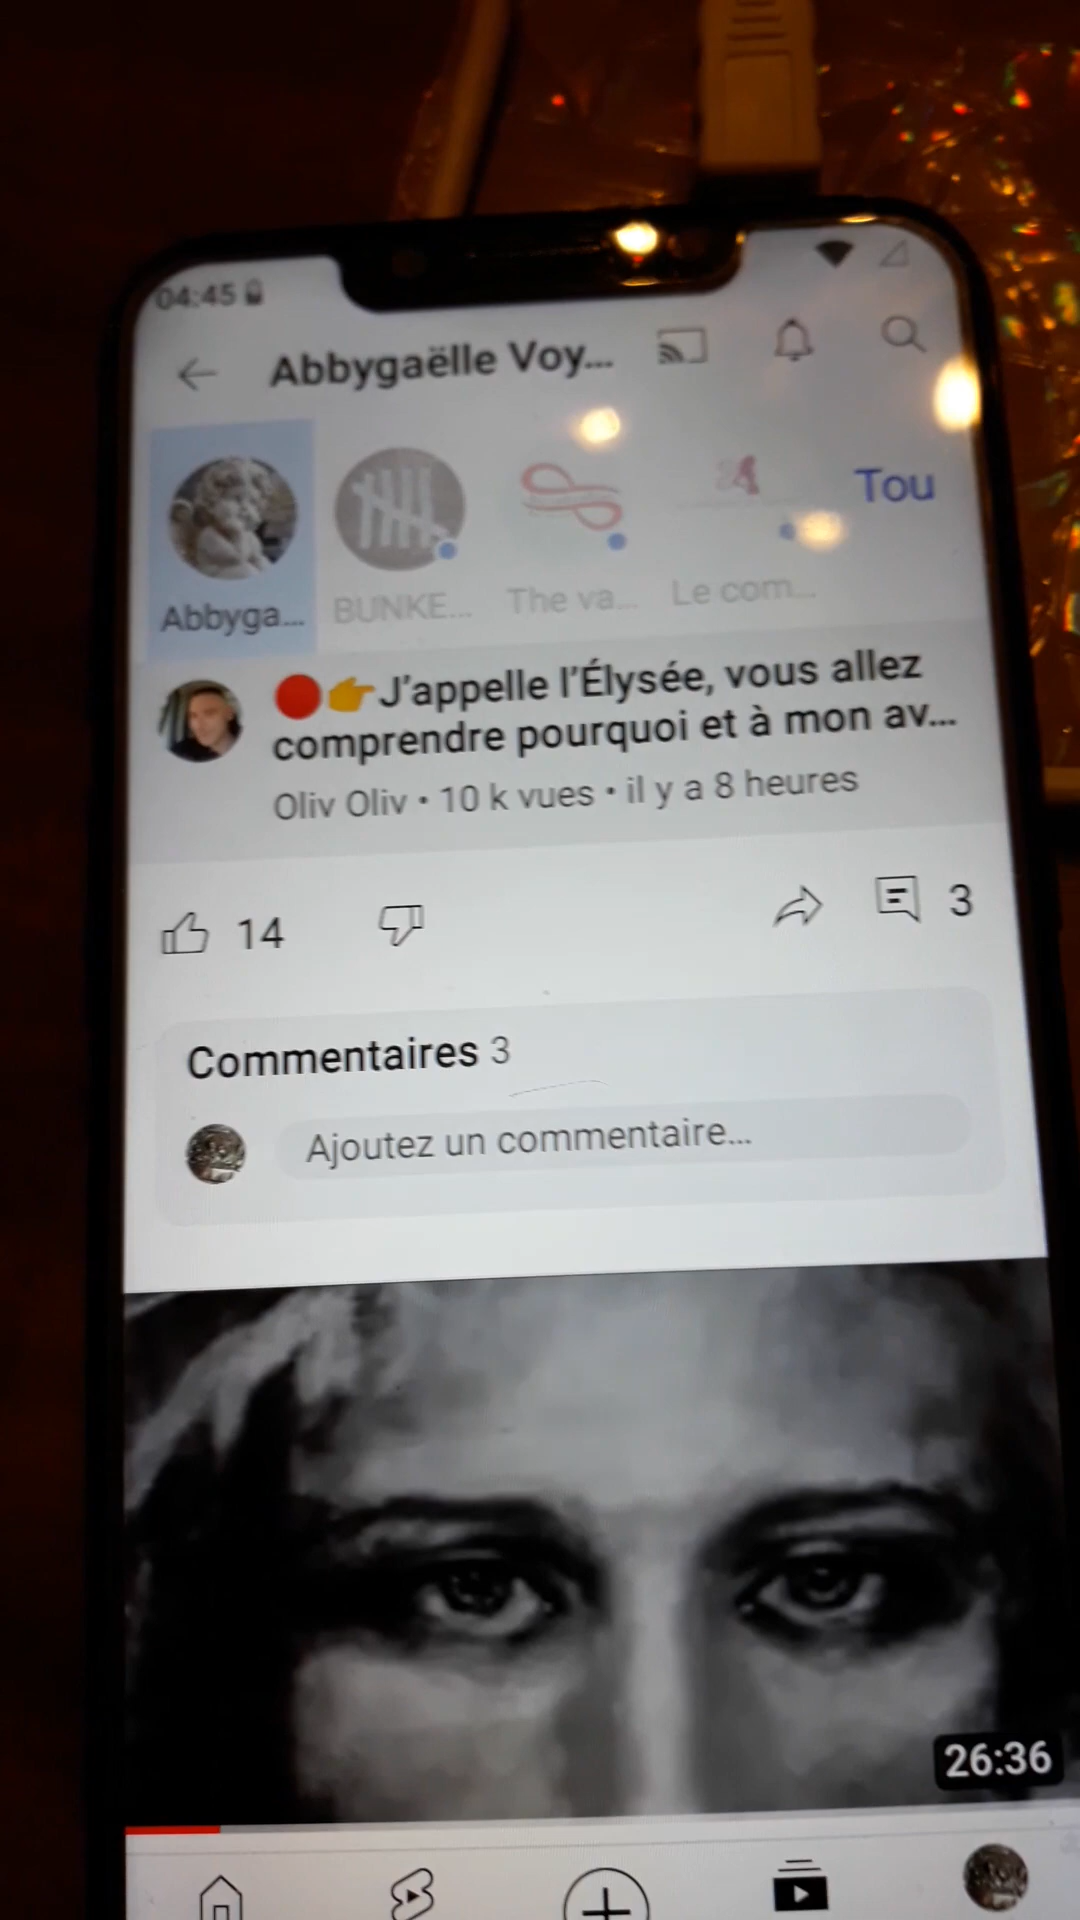 04:45
Abbygaëlle Voy...
Tou
Abbyga...
BUNKE...
The va...
Le com...
🔴👉J'appelle l'Élysée, vous allez
comprendre pourquoi et à mon av...
Oliv Oliv • 10 k vues • il y a 8 heures
14
3
Commentaires 3
Ajoutez un commentaire...
26:36